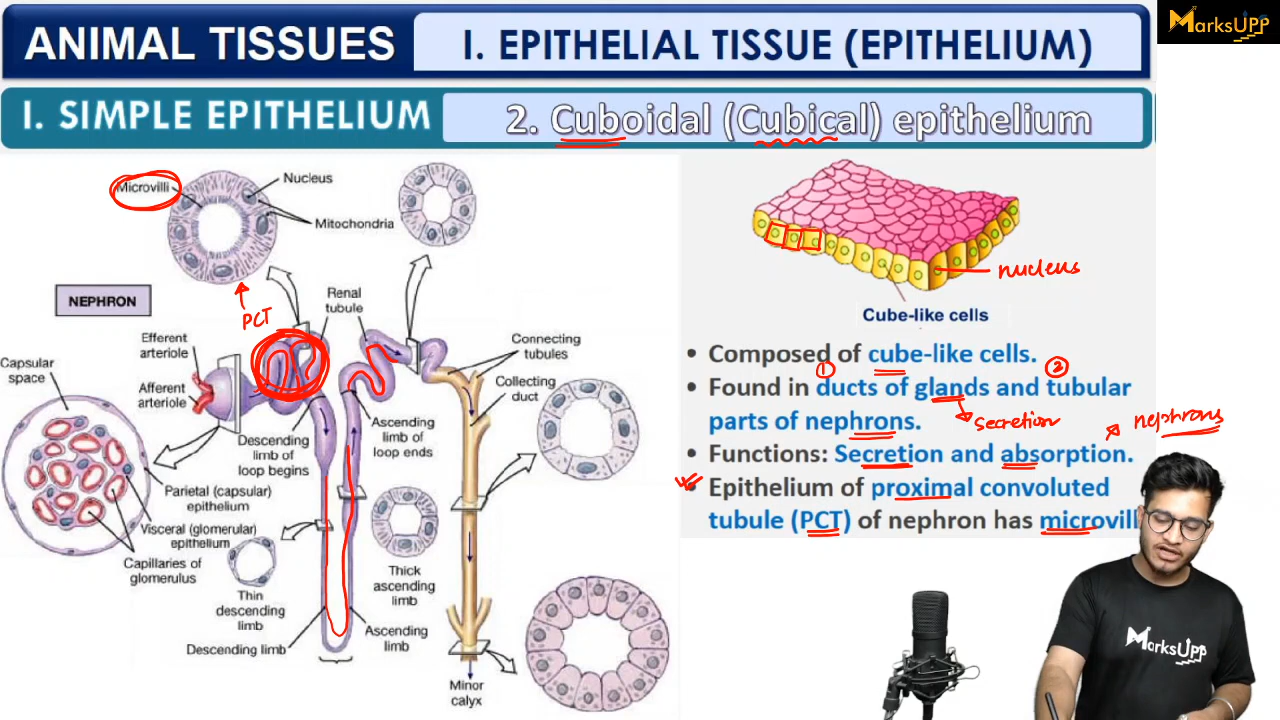 MarksUPP
ANIMAL TISSUES
I. EPITHELIAL TISSUE (EPITHELIUM)
I. SIMPLE EPITHELIUM
2. Cuboidal (Cubical) epithelium
Microvilli
Nucleus
Mitochondria
PCT
NEPHRON
Renal
tubule
Efferent
arteriole
Afferent
arteriole
Capsular
space
Connecting
tubules
Collecting
duct
Descending
limb of
loop begins
Ascending
limb of
loop ends
Parietal (capsular)
epithelium
Visceral (glomerular)
epithelium
Capillaries of
glomerulus
Thin
descending
limb
Thick
ascending
limb
Descending limb
Ascending
limb
Minor
calyx
nucleus
Cube-like cells
• Composed of cube-like cells.
① ②
• Found in ducts of glands and tubular
parts of nephrons.
secretion
nephrons
• Functions: Secretion and absorption.
• Epithelium of proximal convoluted
tubule (PCT) of nephron has microvill
MarksUPP